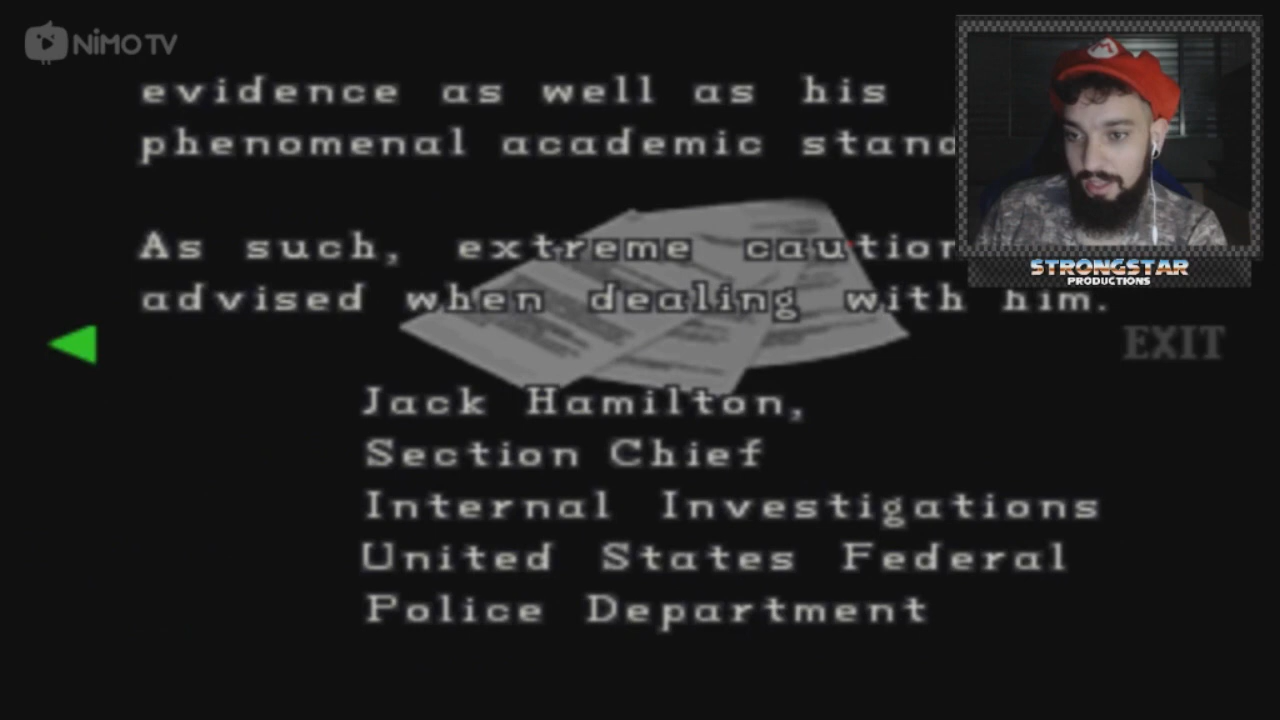 NiMO TV
evidence as well as his
phenomenal academic stand
As such, extreme caution
advised when dealing with him.
EXIT
Jack Hamilton,
Section Chief
Internal Investigations
United States Federal
Police Department
STRONGSTAR
PRODUCTIONS